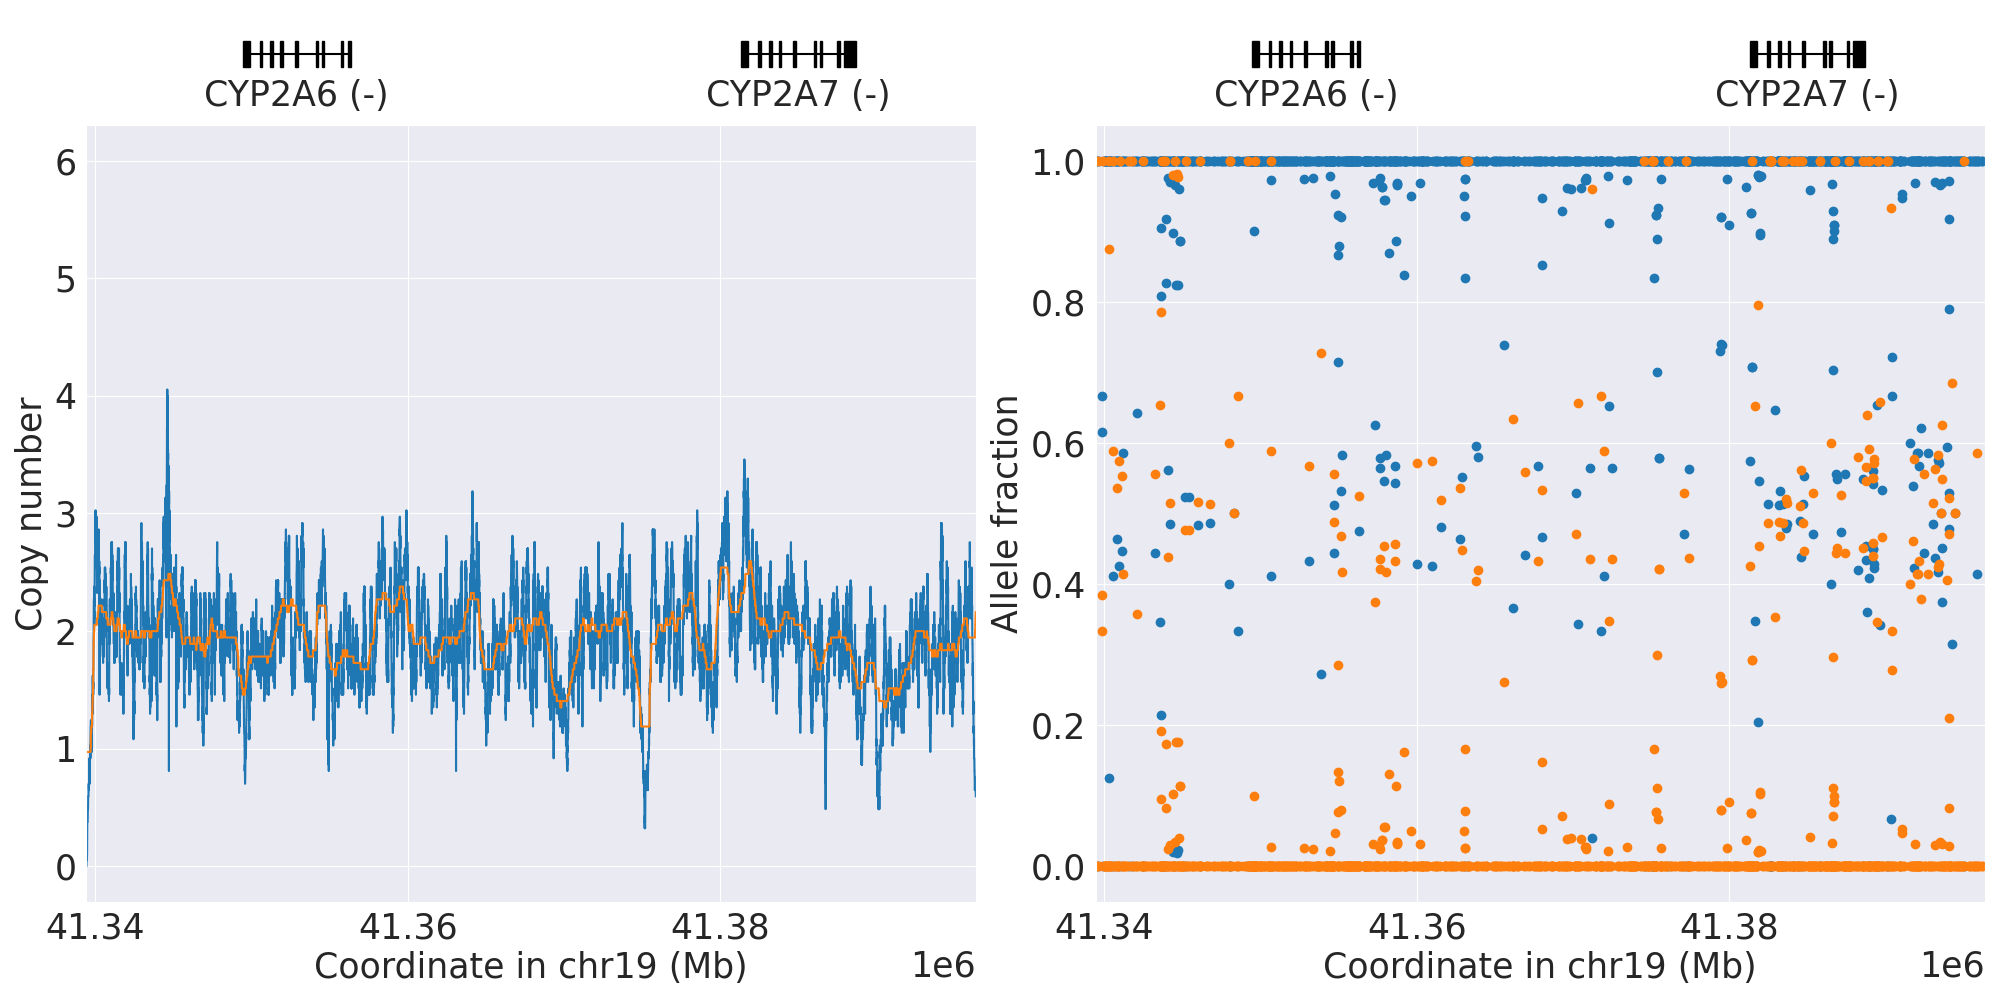 CYP2A6 (-)
CYP2A7 (-)
6
5
4
3
2
1
0
Copy number
41.34
41.36
41.38
Coordinate in chr19 (Mb)
1e6
CYP2A6 (-)
CYP2A7 (-)
1.0
0.8
0.6
0.4
0.2
0.0
Allele fraction
41.34
41.36
41.38
Coordinate in chr19 (Mb)
1e6